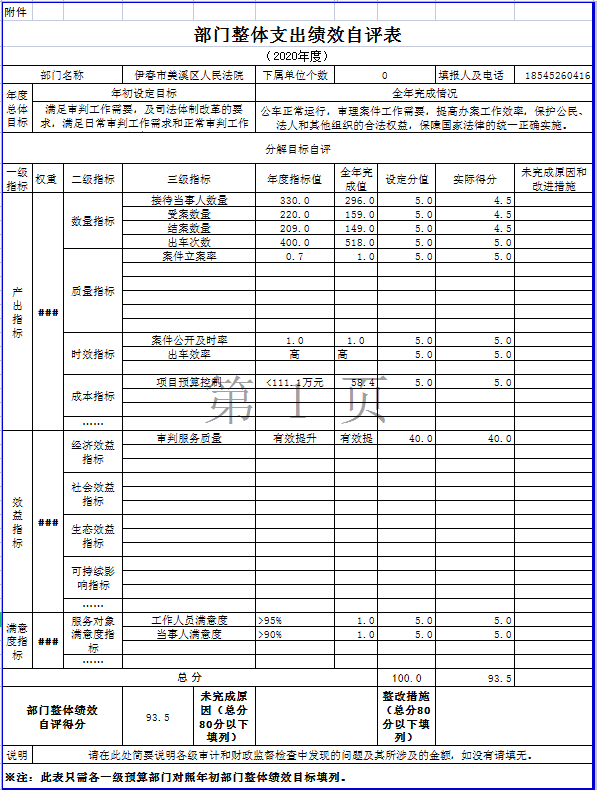 附件
部门整体支出绩效自评表
（2020年度）
部门名称 伊春市美溪区人民法院 下属单位个数 0 填报人及电话 18545260416
年度总体目标 年初设定目标 全年完成情况
满足审判工作需要，及司法体制改革的要求，满足日常审判工作需求和正常审判工作 公车正常运行，审理案件工作需要，提高办案工作效率，保护公民、法人和其他组织的合法权益，保障国家法律的统一正确实施。
分解目标自评
一级指标 权重 二级指标 三级指标 年度指标值 全年完成值 设定分值 实际得分 未完成原因和改进措施
产出指标 ### 数量指标 接待当事人数量 330.0 296.0 5.0 4.5
受案数量 220.0 159.0 5.0 4.5
结案数量 209.0 149.0 5.0 4.5
出车次数 400.0 518.0 5.0 5.0
质量指标 案件立案率 0.7 1.0 5.0 5.0
时效指标 案件公开及时率 1.0 1.0 5.0 5.0
出车效率 高 高 5.0 5.0
成本指标 项目预算控制 <111.1万元 58.4 5.0 5.0
……
第 1 页
效益指标 ### 经济效益指标 审判服务质量 有效提升 有效提 40.0 40.0
社会效益指标
生态效益指标
可持续影响指标
……
满意度指标 ### 服务对象满意度指标 工作人员满意度 >95% 1.0 5.0 5.0
当事人满意度 >90% 1.0 5.0 5.0
……
总分 100.0 93.5
部门整体绩效自评得分 93.5 未完成原因（总分80分以下填列） 整改措施（总分80分以下填列）
说明 请在此处简要说明各级审计和财政监督检查中发现的问题及其所涉及的金额，如没有请填无。
※注：此表只需各一级预算部门对照年初部门整体绩效目标填列。